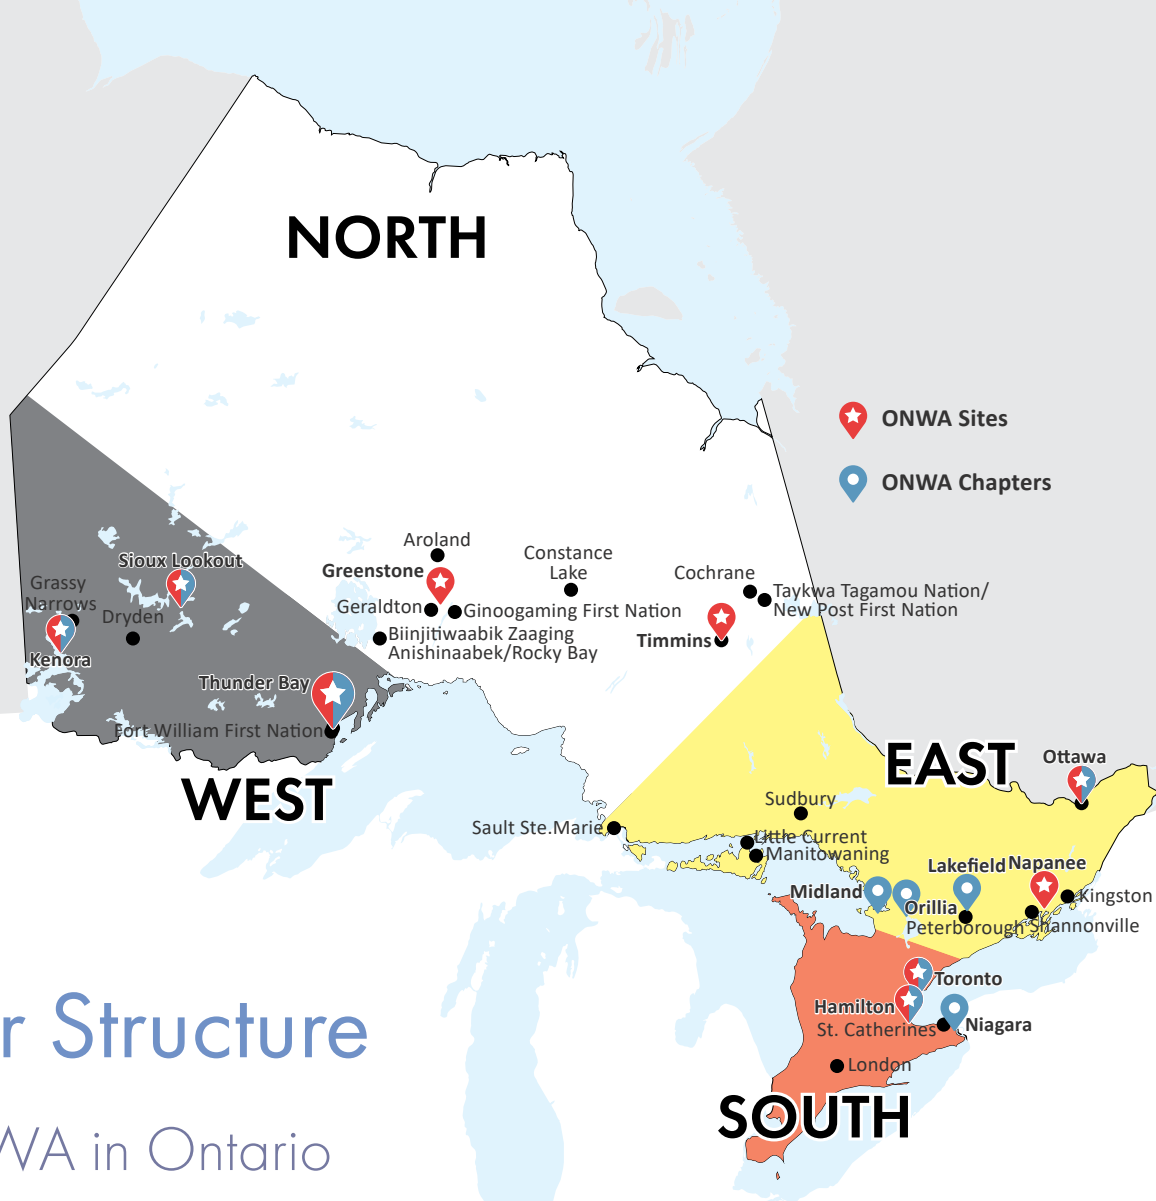 NORTH
ONWA Sites
ONWA Chapters
Aroland
Constance
Lake
Greenstone
Sioux Lookout
Cochrane
Grassy
Narrows
Taykwa Tagamou Nation/
New Post First Nation
Geraldton
Ginoogaming First Nation
Dryden
Biinjitiwaabik Zaaging
Anishinaabek/Rocky Bay
Timmins
Kenora
Thunder Bay
Fort William First Nation
WEST
EAST
Ottawa
Sudbury
Sault Ste.Marie
Little Current
Manitowaning
Lakefield
Napanee
Midland
Orillia
Kingston
Peterborough
Shannonville
Toronto
Hamilton
St. Catherines
Niagara
London
r Structure
SOUTH
WA in Ontario